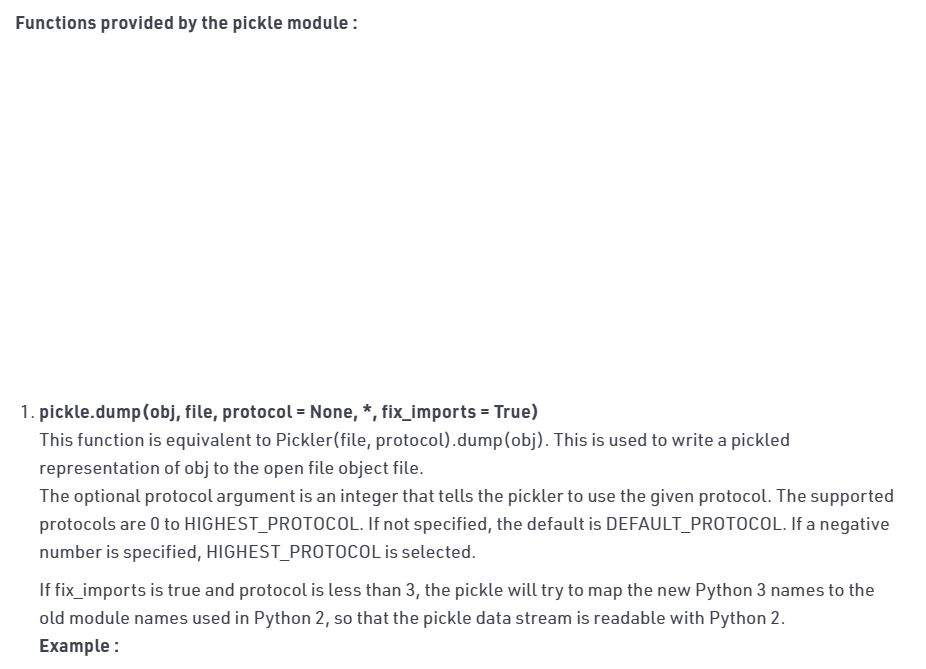 Functions provided by the pickle module :
1. pickle.dump(obj, file, protocol = None, *, fix_imports = True)
This function is equivalent to Pickler(file, protocol).dump(obj). This is used to write a pickled
representation of obj to the open file object file.
The optional protocol argument is an integer that tells the pickler to use the given protocol. The supported
protocols are 0 to HIGHEST_PROTOCOL. If not specified, the default is DEFAULT_PROTOCOL. If a negative
number is specified, HIGHEST_PROTOCOL is selected.
If fix_imports is true and protocol is less than 3, the pickle will try to map the new Python 3 names to the
old module names used in Python 2, so that the pickle data stream is readable with Python 2.
Example :